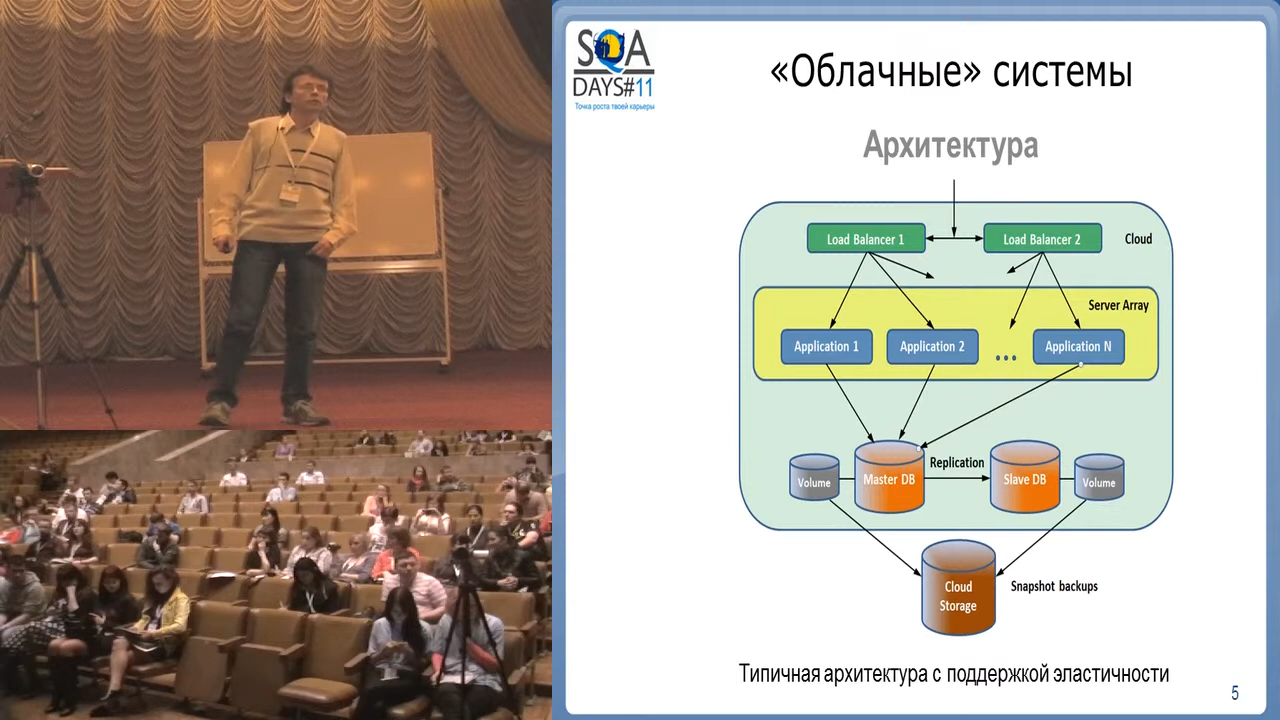 SQA
DAYS#11
Точка роста твоей карьеры
«Облачные» системы
Архитектура
Load Balancer 1
Load Balancer 2
Cloud
Server Array
Application 1
Application 2
...
Application N
Volume
Master DB
Replication
Slave DB
Volume
Cloud
Storage
Snapshot backups
Типичная архитектура с поддержкой эластичности
5